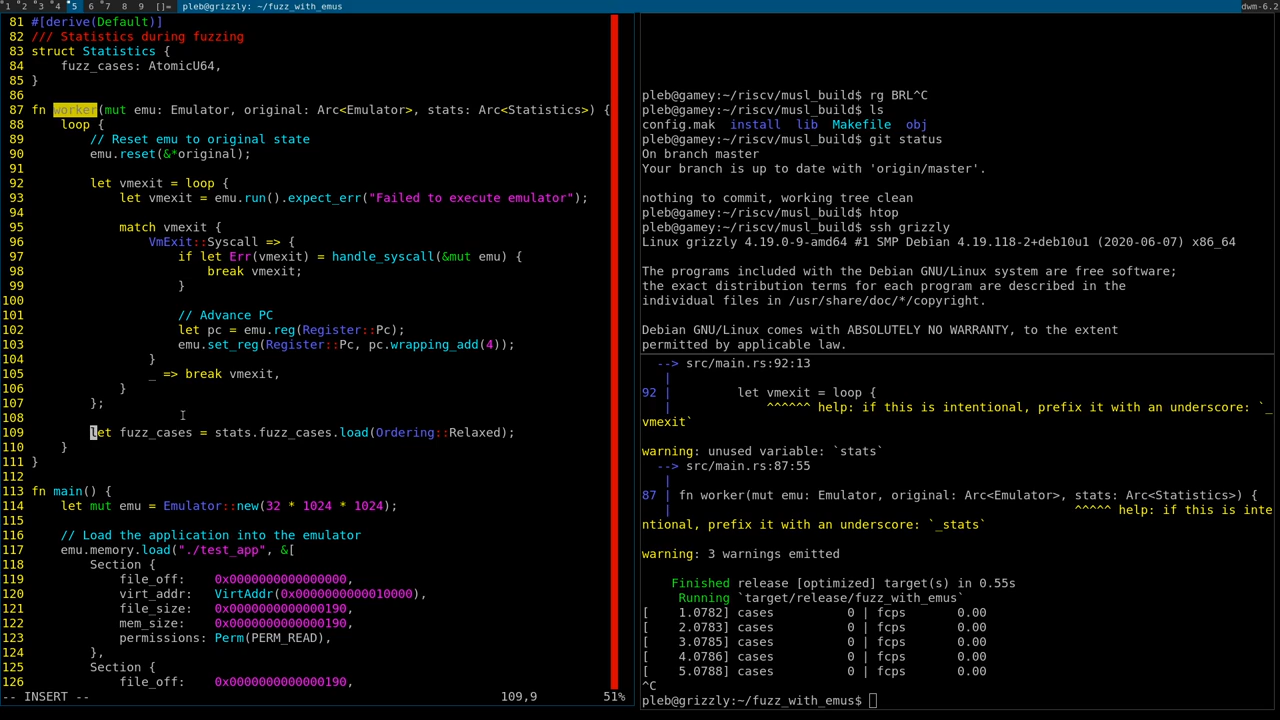 1 2 3 4 5 6 7 8 9 []= pleb@grizzly: ~/fuzz_with_emus dwm-6.2
81 #[derive(Default)]
82 /// Statistics during fuzzing
83 struct Statistics {
84     fuzz_cases: AtomicU64,
85 }
86
87 fn worker(mut emu: Emulator, original: Arc<Emulator>, stats: Arc<Statistics>) {
88     loop {
89         // Reset emu to original state
90         emu.reset(&*original);
91
92         let vmexit = loop {
93             let vmexit = emu.run().expect_err("Failed to execute emulator");
94
95             match vmexit {
96                 VmExit::Syscall => {
97                     if let Err(vmexit) = handle_syscall(&mut emu) {
98                         break vmexit;
99                     }
100
101                     // Advance PC
102                     let pc = emu.reg(Register::Pc);
103                     emu.set_reg(Register::Pc, pc.wrapping_add(4));
104                 }
105                 _ => break vmexit,
106             }
107         };
108
109         let fuzz_cases = stats.fuzz_cases.load(Ordering::Relaxed);
110     }
111 }
112
113 fn main() {
114     let mut emu = Emulator::new(32 * 1024 * 1024);
115
116     // Load the application into the emulator
117     emu.memory.load("./test_app", &[
118         Section {
119             file_off:    0x0000000000000000,
120             virt_addr:   VirtAddr(0x0000000000010000),
121             file_size:   0x0000000000000190,
122             mem_size:    0x0000000000000190,
123             permissions: Perm(PERM_READ),
124         },
125         Section {
126             file_off:    0x0000000000000190,
-- INSERT -- 109,9 51%
pleb@gamey:~/riscv/musl_build$ rg BRL^C
pleb@gamey:~/riscv/musl_build$ ls
config.mak  install  lib  Makefile  obj
pleb@gamey:~/riscv/musl_build$ git status
On branch master
Your branch is up to date with 'origin/master'.
nothing to commit, working tree clean
pleb@gamey:~/riscv/musl_build$ htop
pleb@gamey:~/riscv/musl_build$ ssh grizzly
Linux grizzly 4.19.0-9-amd64 #1 SMP Debian 4.19.118-2+deb10u1 (2020-06-07) x86_64
The programs included with the Debian GNU/Linux system are free software;
the exact distribution terms for each program are described in the
individual files in /usr/share/doc/*/copyright.
Debian GNU/Linux comes with ABSOLUTELY NO WARRANTY, to the extent
permitted by applicable law.
--> src/main.rs:92:13
|
92 |         let vmexit = loop {
|             ^^^^^^ help: if this is intentional, prefix it with an underscore: `_
vmexit`
warning: unused variable: `stats`
--> src/main.rs:87:55
|
87 | fn worker(mut emu: Emulator, original: Arc<Emulator>, stats: Arc<Statistics>) {
|                                                       ^^^^^ help: if this is inte
ntional, prefix it with an underscore: `_stats`
warning: 3 warnings emitted
Finished release [optimized] target(s) in 0.55s
Running `target/release/fuzz_with_emus`
[    1.0782] cases          0 | fcps       0.00
[    2.0783] cases          0 | fcps       0.00
[    3.0785] cases          0 | fcps       0.00
[    4.0786] cases          0 | fcps       0.00
[    5.0788] cases          0 | fcps       0.00
^C
pleb@grizzly:~/fuzz_with_emus$